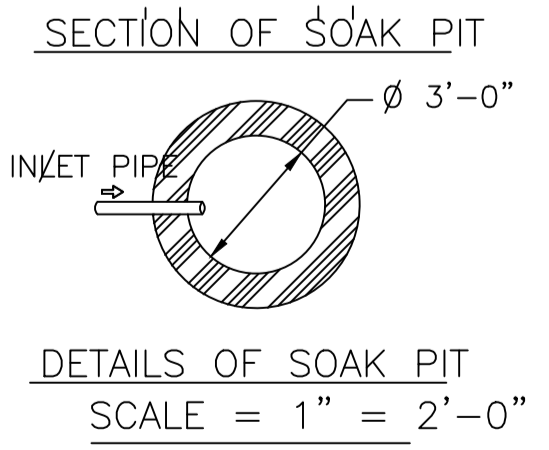 SECTION OF SOAK PIT
Ø 3'-0"
INLET PIPE
DETAILS OF SOAK PIT
SCALE = 1" = 2'-0"